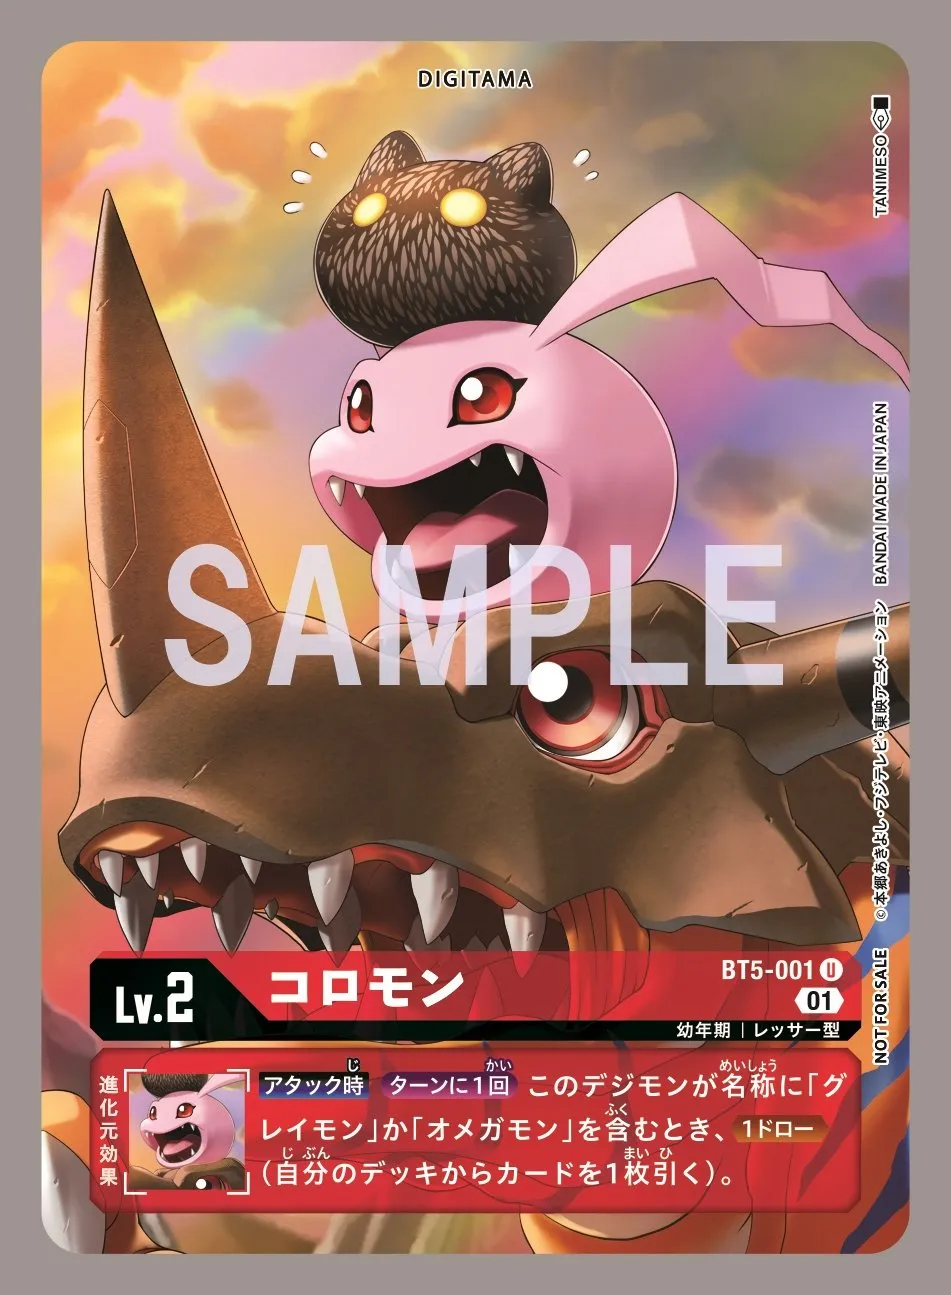 DIGITAMA
TANIMESO
SAMPLE
©本郷あきよし・フジテレビ・東映アニメーション BANDAI MADE IN JAPAN
NOT FOR SALE
Lv.2
コロモン
BT5-001 U
01
幼年期 | レッサー型
進化元効果
アタック時 ターンに1回 このデジモンが名称に「グ
レイモン」か「オメガモン」を含むとき、1ドロー
(自分のデッキからカードを1枚引く)。